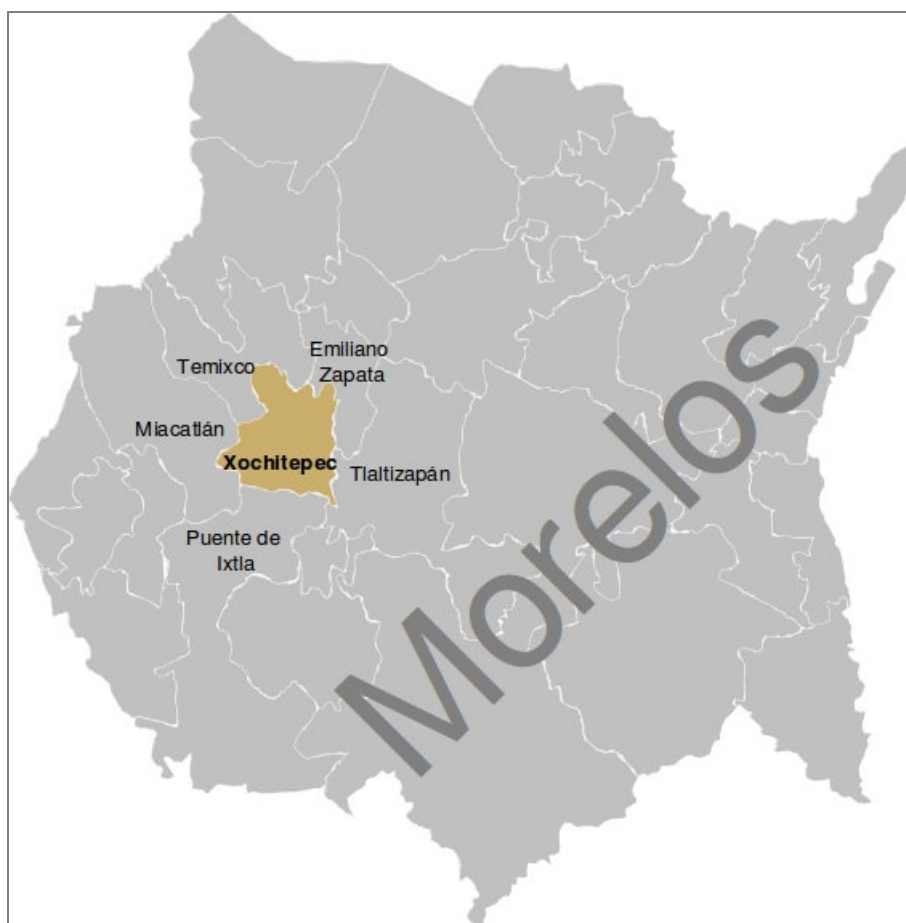 Emiliano
Zapata
Temixco
Miacatlán
Xochitepec
Tlaltizapán
Puente de
Ixtla
Morelos